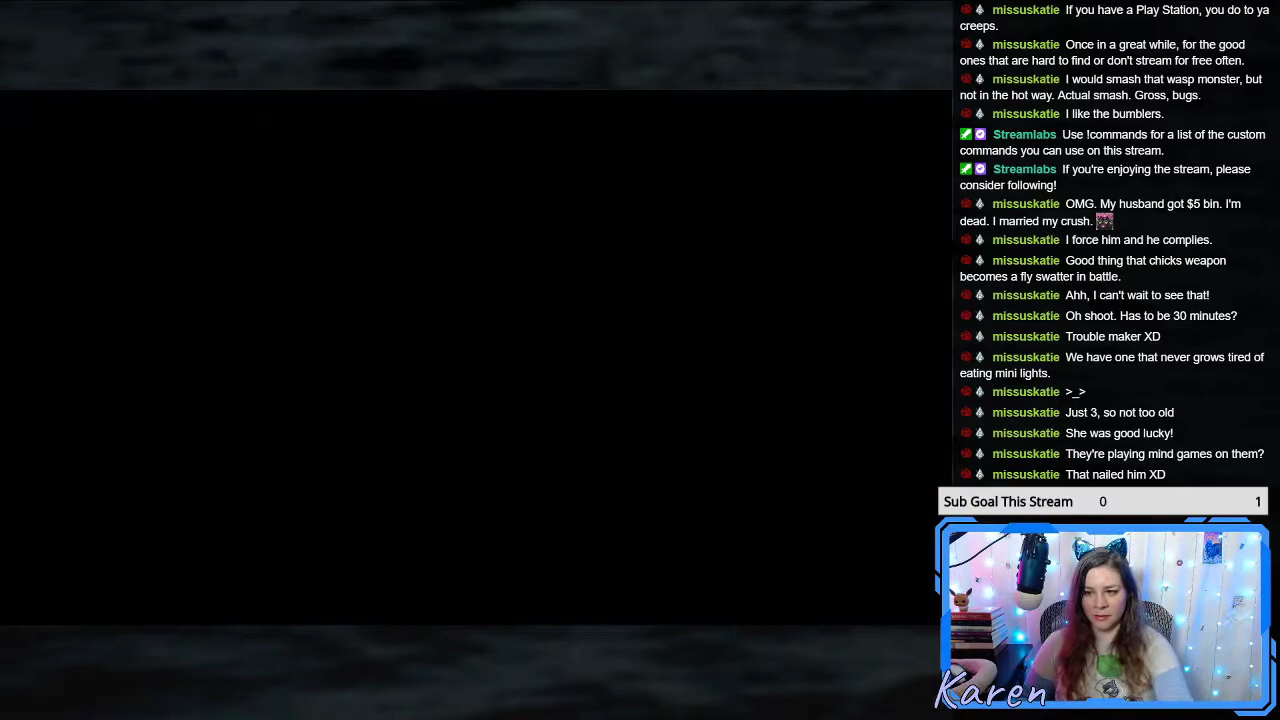 missuskatie If you have a Play Station, you do to ya
creeps.
missuskatie Once in a great while, for the good
ones that are hard to find or don't stream for free often.
missuskatie I would smash that wasp monster, but
not in the hot way. Actual smash. Gross, bugs.
missuskatie I like the bumblers.
Streamlabs Use !commands for a list of the custom
commands you can use on this stream.
Streamlabs If you're enjoying the stream, please
consider following!
missuskatie OMG. My husband got $5 bin. I'm
dead. I married my crush.
missuskatie I force him and he complies.
missuskatie Good thing that chicks weapon
becomes a fly swatter in battle.
missuskatie Ahh, I can't wait to see that!
missuskatie Oh shoot. Has to be 30 minutes?
missuskatie Trouble maker XD
missuskatie We have one that never grows tired of
eating mini lights.
missuskatie >_>
missuskatie Just 3, so not too old
missuskatie She was good lucky!
missuskatie They're playing mind games on them?
missuskatie That nailed him XD
Sub Goal This Stream 0 1
Karen